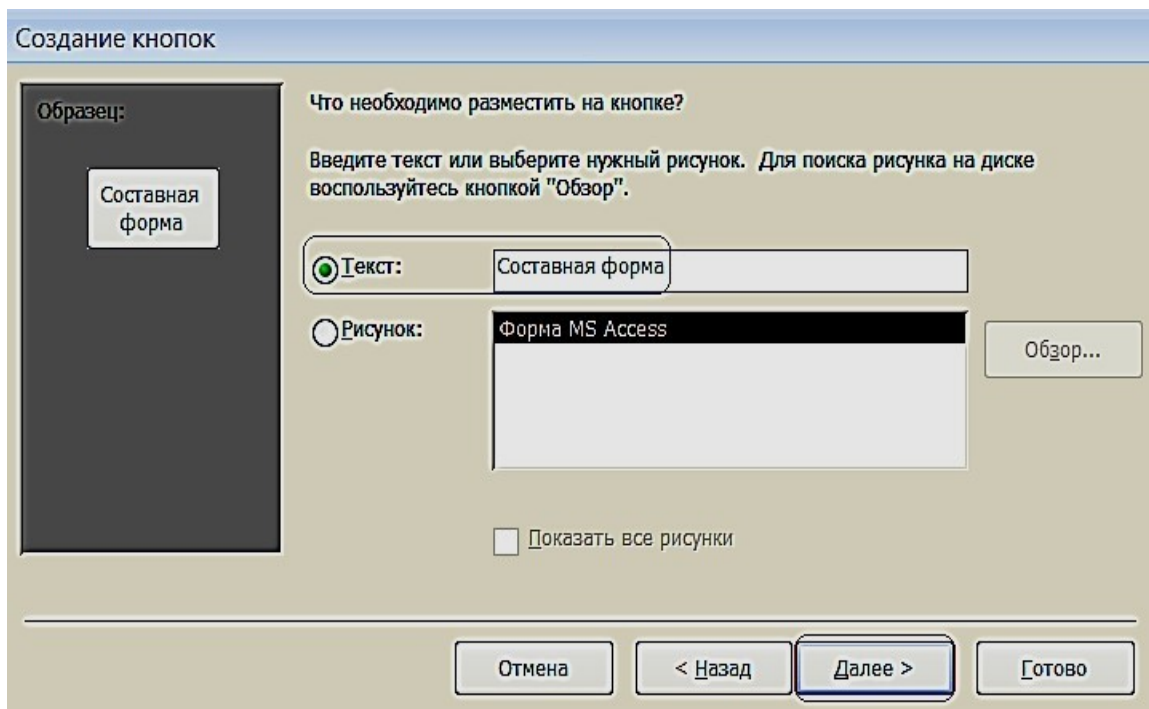 Создание кнопок
Образец:
Составная
форма
Что необходимо разместить на кнопке?
Введите текст или выберите нужный рисунок. Для поиска рисунка на диске
воспользуйтесь кнопкой "Обзор".
Текст:
Составная форма
Рисунок:
Форма MS Access
Обзор...
Показать все рисунки
Отмена
< Назад
Далее >
Готово